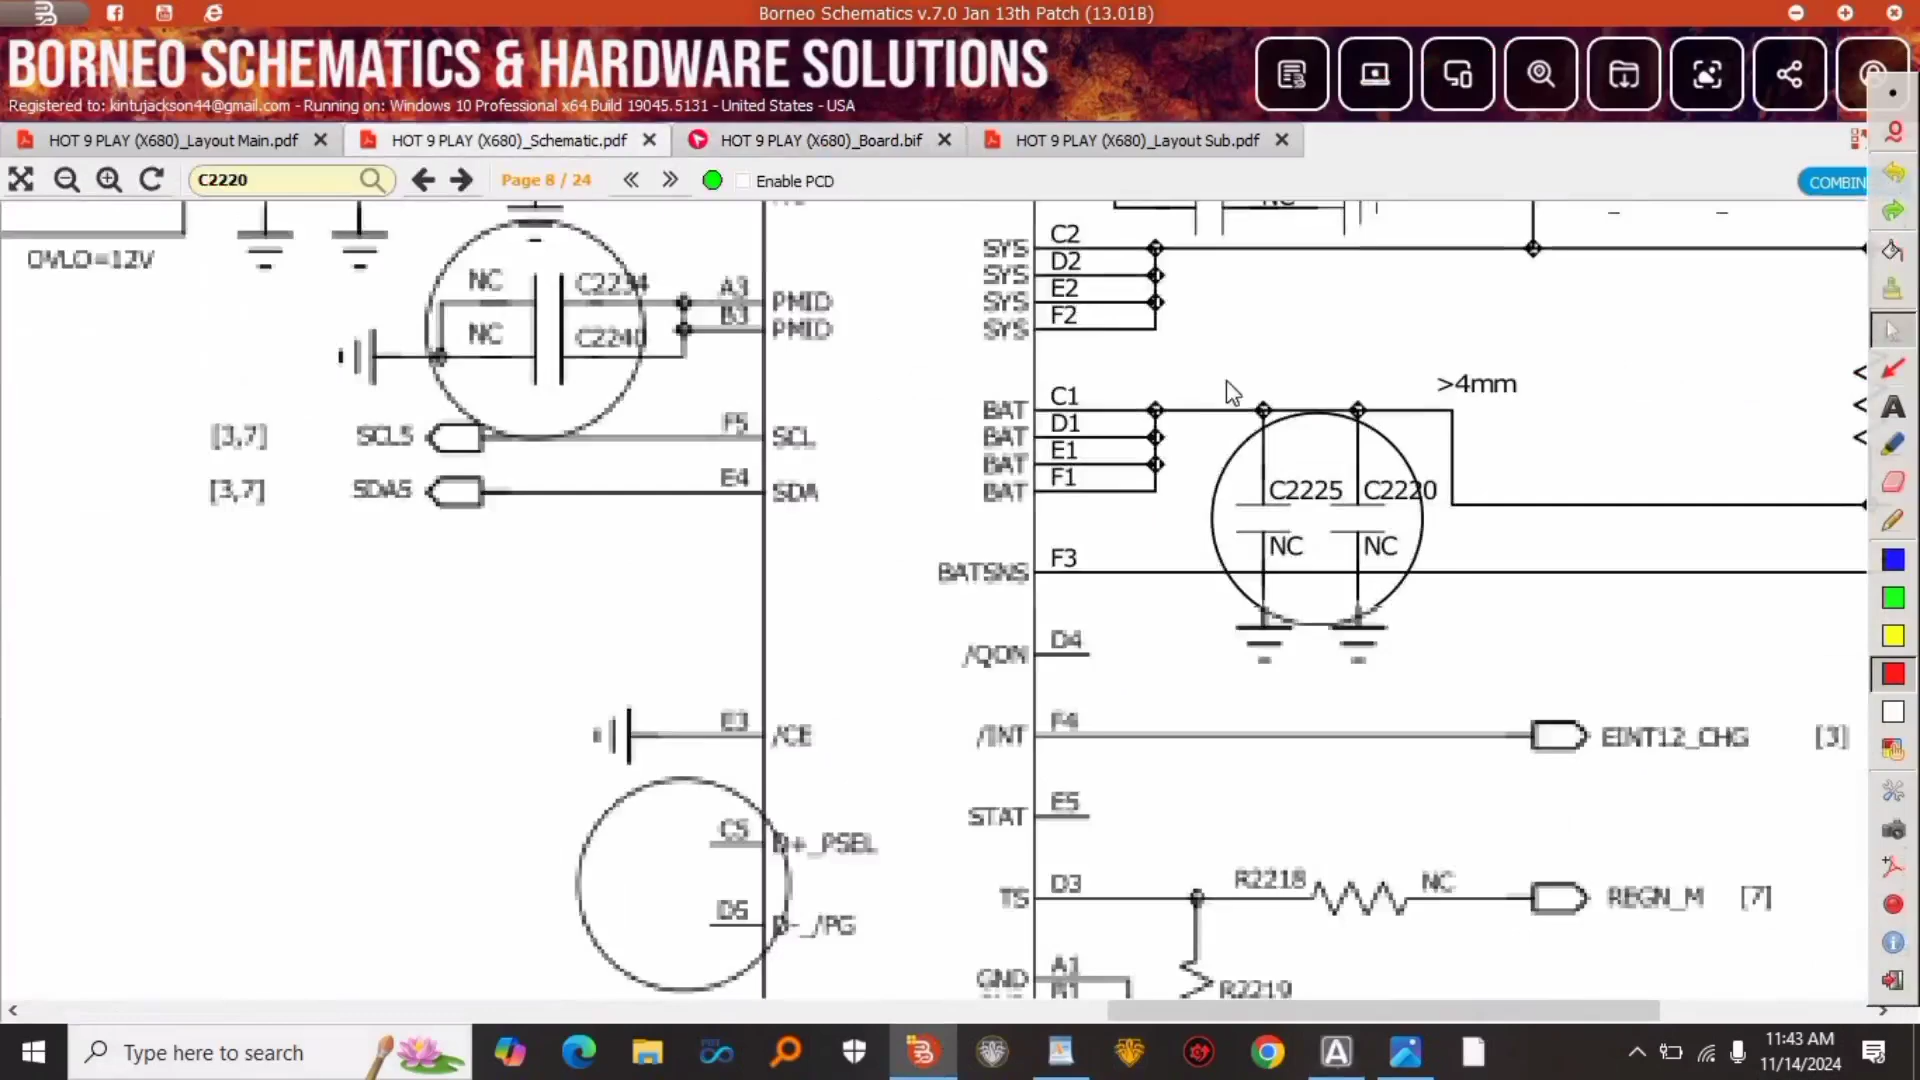 Borneo Schematics v.7.0 Jan 13th Patch (13.01B)
BORNEO SCHEMATICS & HARDWARE SOLUTIONS
Registered to: kintujackson44@gmail.com - Running on: Windows 10 Professional x64 Build 19045.5131 - United States - USA
HOT 9 PLAY (X680)_Layout Main.pdf
HOT 9 PLAY (X680)_Schematic.pdf
HOT 9 PLAY (X680)_Board.bif
HOT 9 PLAY (X680)_Layout Sub.pdf
C2220
Page 8 / 24
Enable PCD
COMBIN
OVLO=12V
NC C2234 A3 PMID
NC C2240 B3 PMID
[3,7] SCL5 F5 SCL
[3,7] SDA5 E4 SDA
E3 /CE
C5 D+_PSEL
D5 D-_/PG
NC
SYS C2
SYS D2
SYS E2
SYS F2
>4mm
BAT C1
BAT D1
BAT E1
BAT F1
C2225 C2220
NC NC
BATSNS F3
/QON D4
/INT F4 EINT12_CHG [3]
STAT E5
TS D3 R2218 NC REGN_M [7]
GND A1
B1
R2219
Type here to search
11:43 AM
11/14/2024